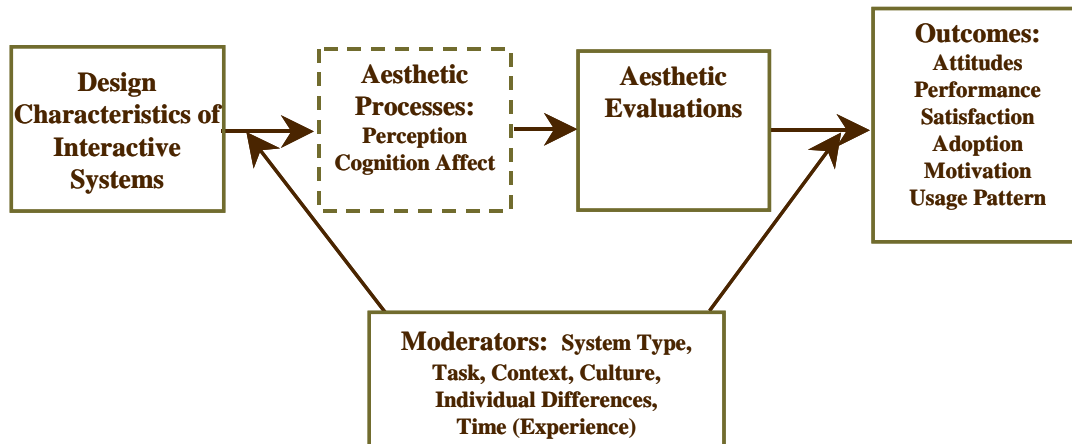 Design
Characteristics of
Interactive
Systems
Aesthetic
Processes:
Perception
Cognition Affect
Aesthetic
Evaluations
Outcomes:
Attitudes
Performance
Satisfaction
Adoption
Motivation
Usage Pattern
Moderators: System Type,
Task, Context, Culture,
Individual Differences,
Time (Experience)